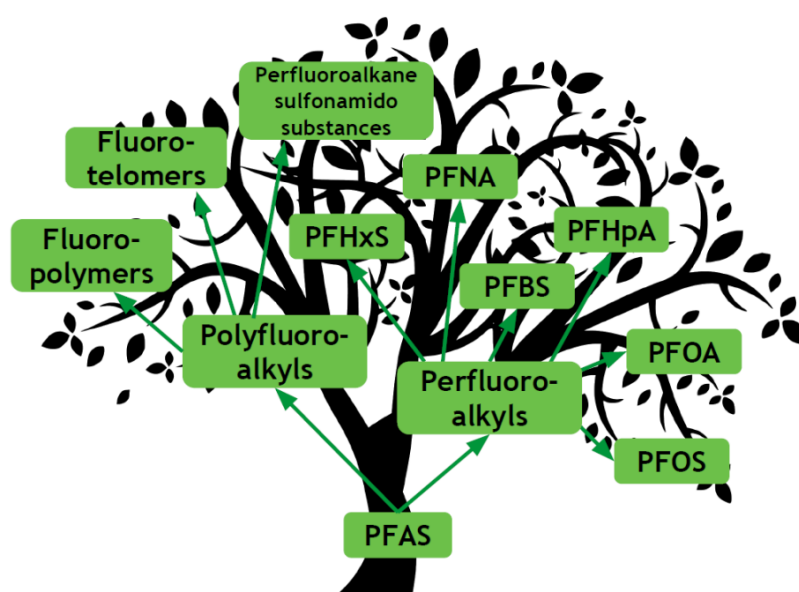 Perfluoroalkane
sulfonamido
substances
Fluoro-
telomers
PFNA
PFHxS
PFHpA
Fluoro-
polymers
PFBS
Polyfluoro-
alkyls
PFOA
Perfluoro-
alkyls
PFOS
PFAS